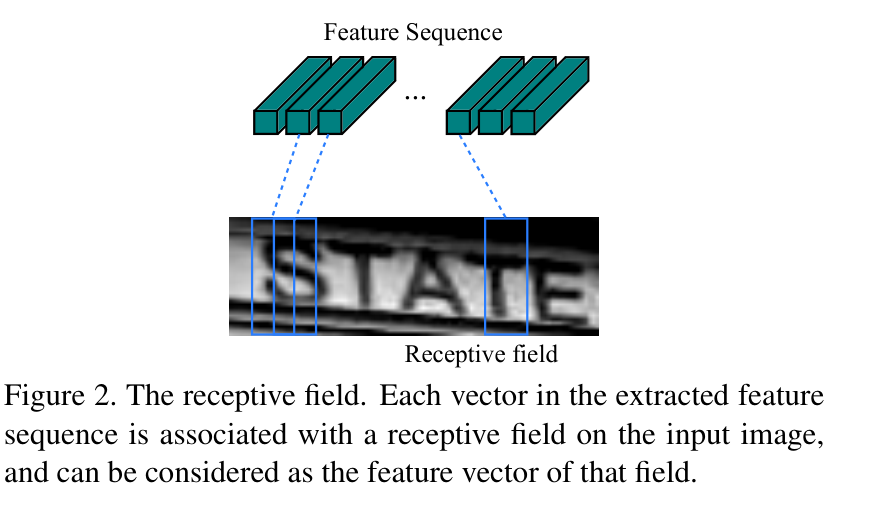 Feature Sequence
...
STATE
Receptive field
Figure 2. The receptive field. Each vector in the extracted feature
sequence is associated with a receptive field on the input image,
and can be considered as the feature vector of that field.